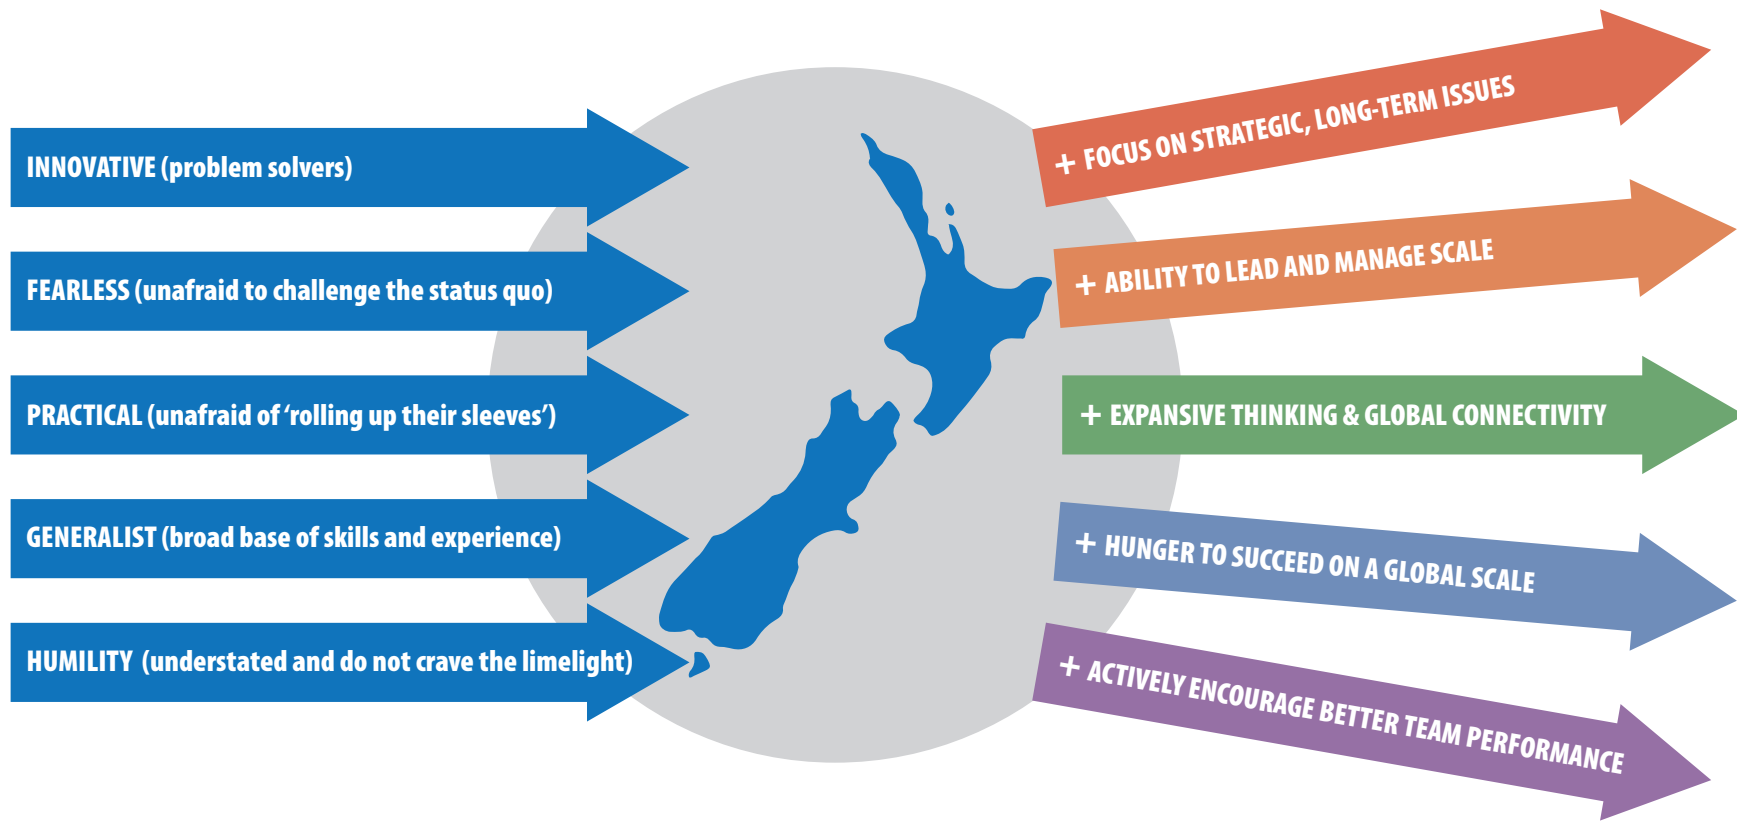 INNOVATIVE (problem solvers)
FEARLESS (unafraid to challenge the status quo)
PRACTICAL (unafraid of ‘rolling up their sleeves’)
GENERALIST (broad base of skills and experience)
HUMILITY (understated and do not crave the limelight)
+ FOCUS ON STRATEGIC, LONG-TERM ISSUES
+ ABILITY TO LEAD AND MANAGE SCALE
+ EXPANSIVE THINKING & GLOBAL CONNECTIVITY
+ HUNGER TO SUCCEED ON A GLOBAL SCALE
+ ACTIVELY ENCOURAGE BETTER TEAM PERFORMANCE